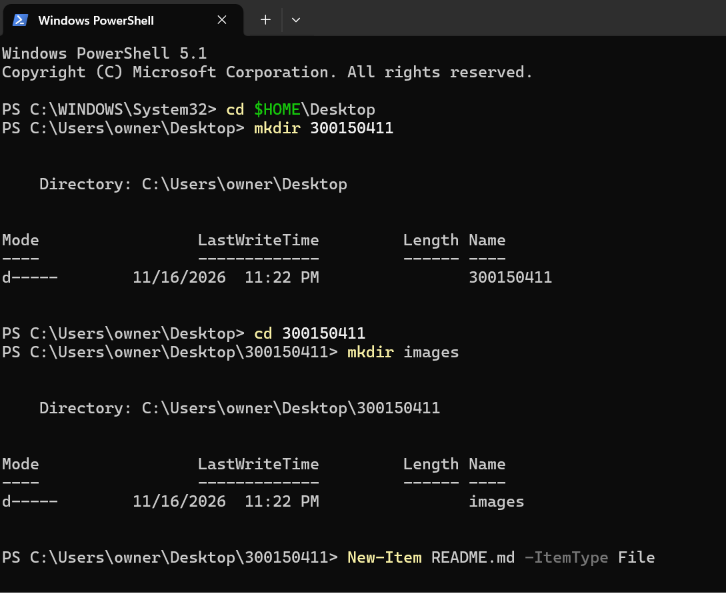 Windows PowerShell
Windows PowerShell 5.1
Copyright (C) Microsoft Corporation. All rights reserved.
PS C:\WINDOWS\System32> cd $HOME\Desktop
PS C:\Users\owner\Desktop> mkdir 300150411
Directory: C:\Users\owner\Desktop
Mode LastWriteTime Length Name
---- ------------- ------ ----
d----- 11/16/2026 11:22 PM 300150411
PS C:\Users\owner\Desktop> cd 300150411
PS C:\Users\owner\Desktop\300150411> mkdir images
Directory: C:\Users\owner\Desktop\300150411
Mode LastWriteTime Length Name
---- ------------- ------ ----
d----- 11/16/2026 11:22 PM images
PS C:\Users\owner\Desktop\300150411> New-Item README.md -ItemType File